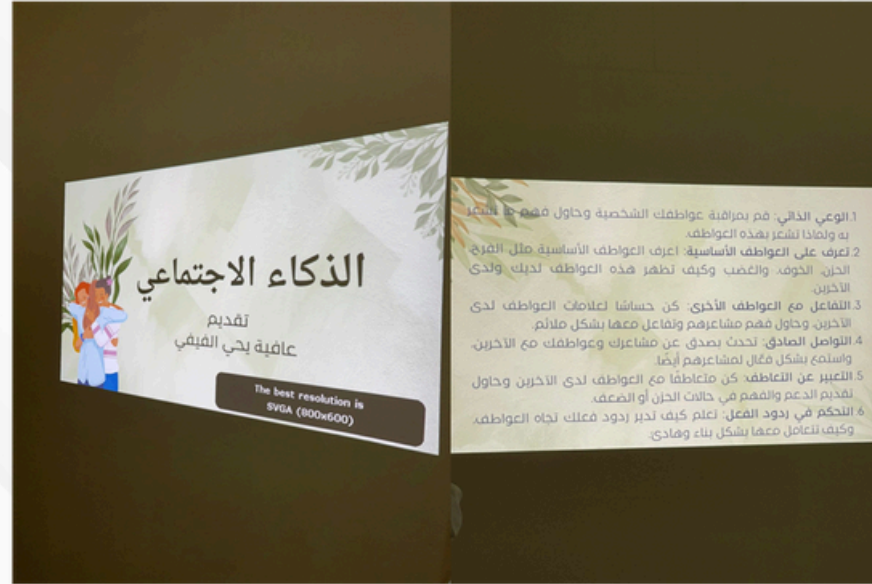 الذكاء الاجتماعي
تقديم
عافية يحي الفيفي
The best resolution is
SVGA (800x600)
1.الوعي الذاتي: قم بمراقبة عواطفك الشخصية وحاول فهم ما تشعر
به ولماذا تشعر بهذه العواطف.
2.تعرف على العواطف الأساسية: اعرف العواطف الأساسية مثل الفرح،
الحزن، الخوف، والغضب وكيف تظهر هذه العواطف لديك ولدى
الآخرين.
3.التفاعل مع العواطف الأخرى: كن حساسًا لعلامات العواطف لدى
الآخرين، وحاول فهم مشاعرهم وتفاعل معها بشكل ملائم.
4.التواصل الصادق: تحدث بصدق عن مشاعرك وعواطفك مع الآخرين،
واستمع بشكل فعّال لمشاعرهم أيضًا.
5.التعبير عن التعاطف: كن متعاطفًا مع العواطف لدى الآخرين وحاول
تقديم الدعم والفهم في حالات الحزن أو الضعف.
6.التحكم في ردود الفعل: تعلم كيف تدير ردود فعلك تجاه العواطف،
وكيف تتعامل معها بشكل بناء وهادئ.